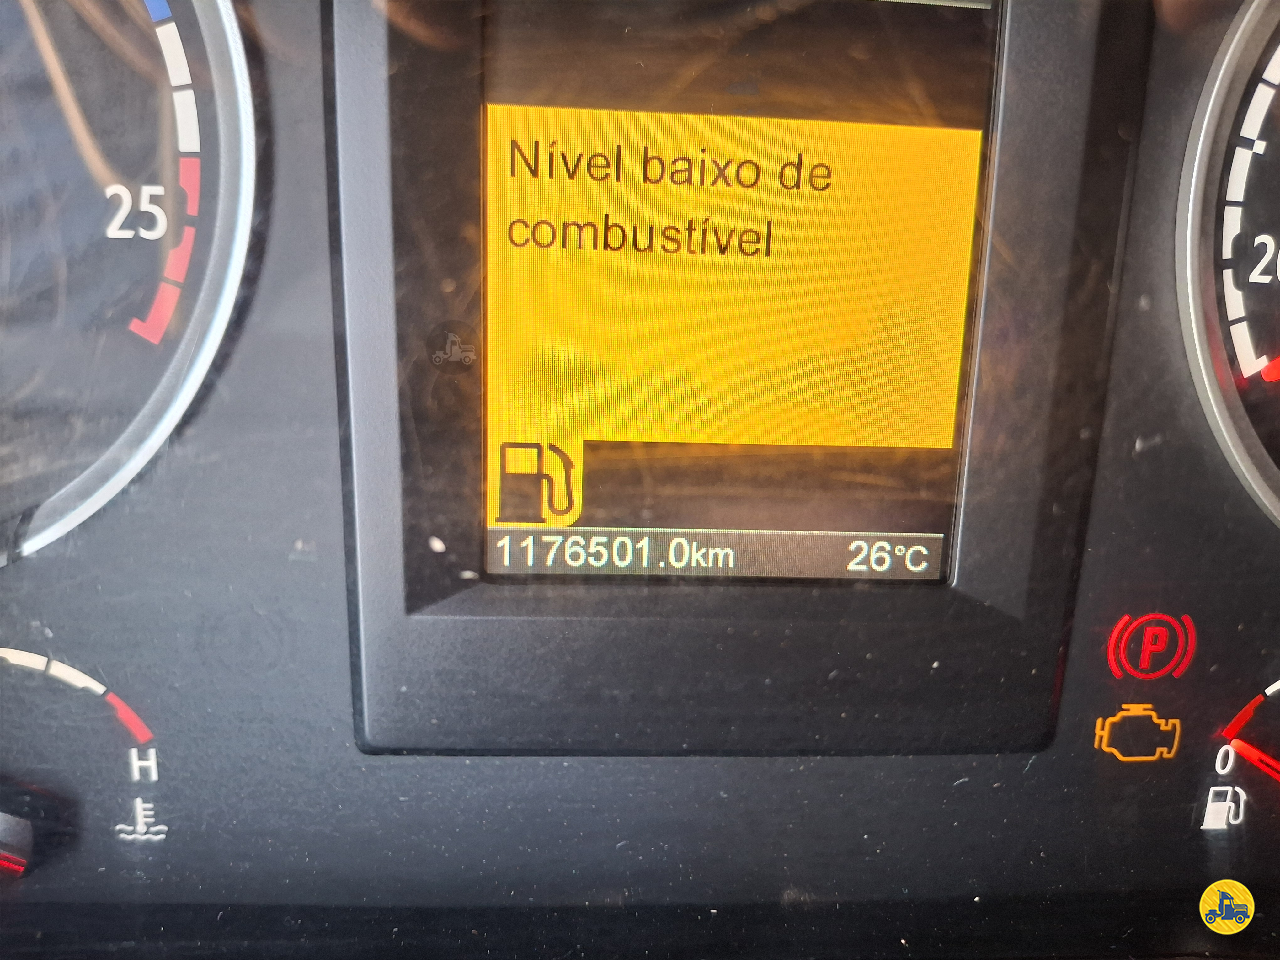 25
Nível baixo de
combustível
1176501.0km 26°C
P
H
0